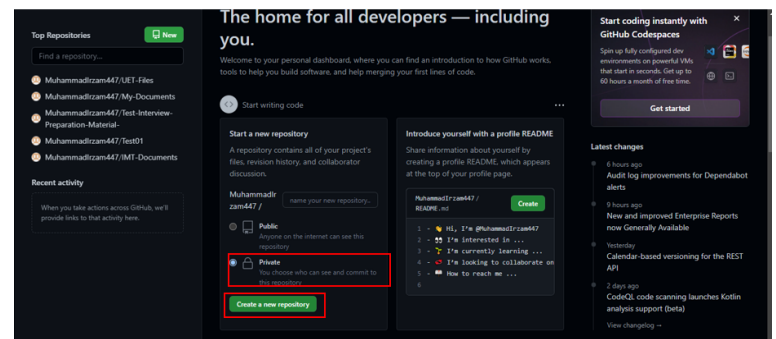 Top Repositories
New
Find a repository...
MuhammadIrzam447/UET-Files
MuhammadIrzam447/My-Documents
MuhammadIrzam447/Test-Interview-
Preparation-Material-
MuhammadIrzam447/Test01
MuhammadIrzam447/IMT-Documents
Recent activity
When you take actions across GitHub, we'll
provide links to that activity here.
The home for all developers — including
you.
Welcome to your personal dashboard, where you can find an introduction to how GitHub works,
tools to help you build software, and help merging your first lines of code.
Start writing code
Start a new repository
A repository contains all of your project's
files, revision history, and collaborator
discussion.
MuhammadIr
zam447 /
name your new repository...
Public
Anyone on the internet can see this
repository
Private
You choose who can see and commit to
this repository
Create a new repository
Introduce yourself with a profile README
Share information about yourself by
creating a profile README, which appears
at the top of your profile page.
MuhammadIrzam447 /
README.md
Create
1 - 👋 Hi, I'm @MuhammadIrzam447
2 - 👀 I'm interested in ...
3 - 🌱 I'm currently learning ...
4 - 💞️ I'm looking to collaborate on
5 - 📫 How to reach me ...
6
Start coding instantly with
GitHub Codespaces
Spin up fully configured dev
environments on powerful VMs
that start in seconds. Get up to
60 hours a month of free time.
Get started
Latest changes
6 hours ago
Audit log improvements for Dependabot
alerts
9 hours ago
New and improved Enterprise Reports
now Generally Available
Yesterday
Calendar-based versioning for the REST
API
2 days ago
CodeQL code scanning launches Kotlin
analysis support (beta)
View changelog →